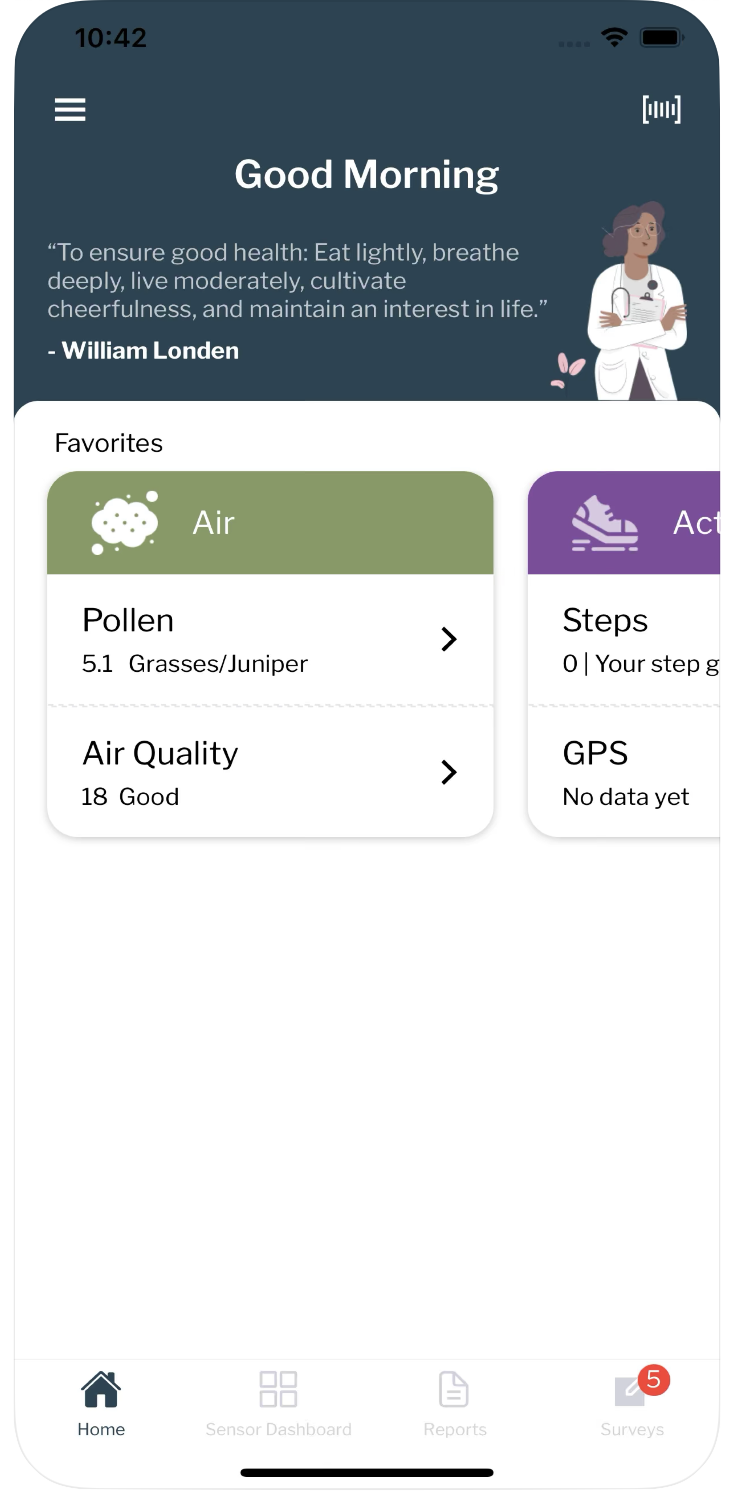 10:42
Good Morning
“To ensure good health: Eat lightly, breathe
deeply, live moderately, cultivate
cheerfulness, and maintain an interest in life.”
- William Londen
Favorites
Air
Pollen
5.1 Grasses/Juniper
Air Quality
18 Good
Act
Steps
0 | Your step g
GPS
No data yet
Home
Sensor Dashboard
Reports
5
Surveys